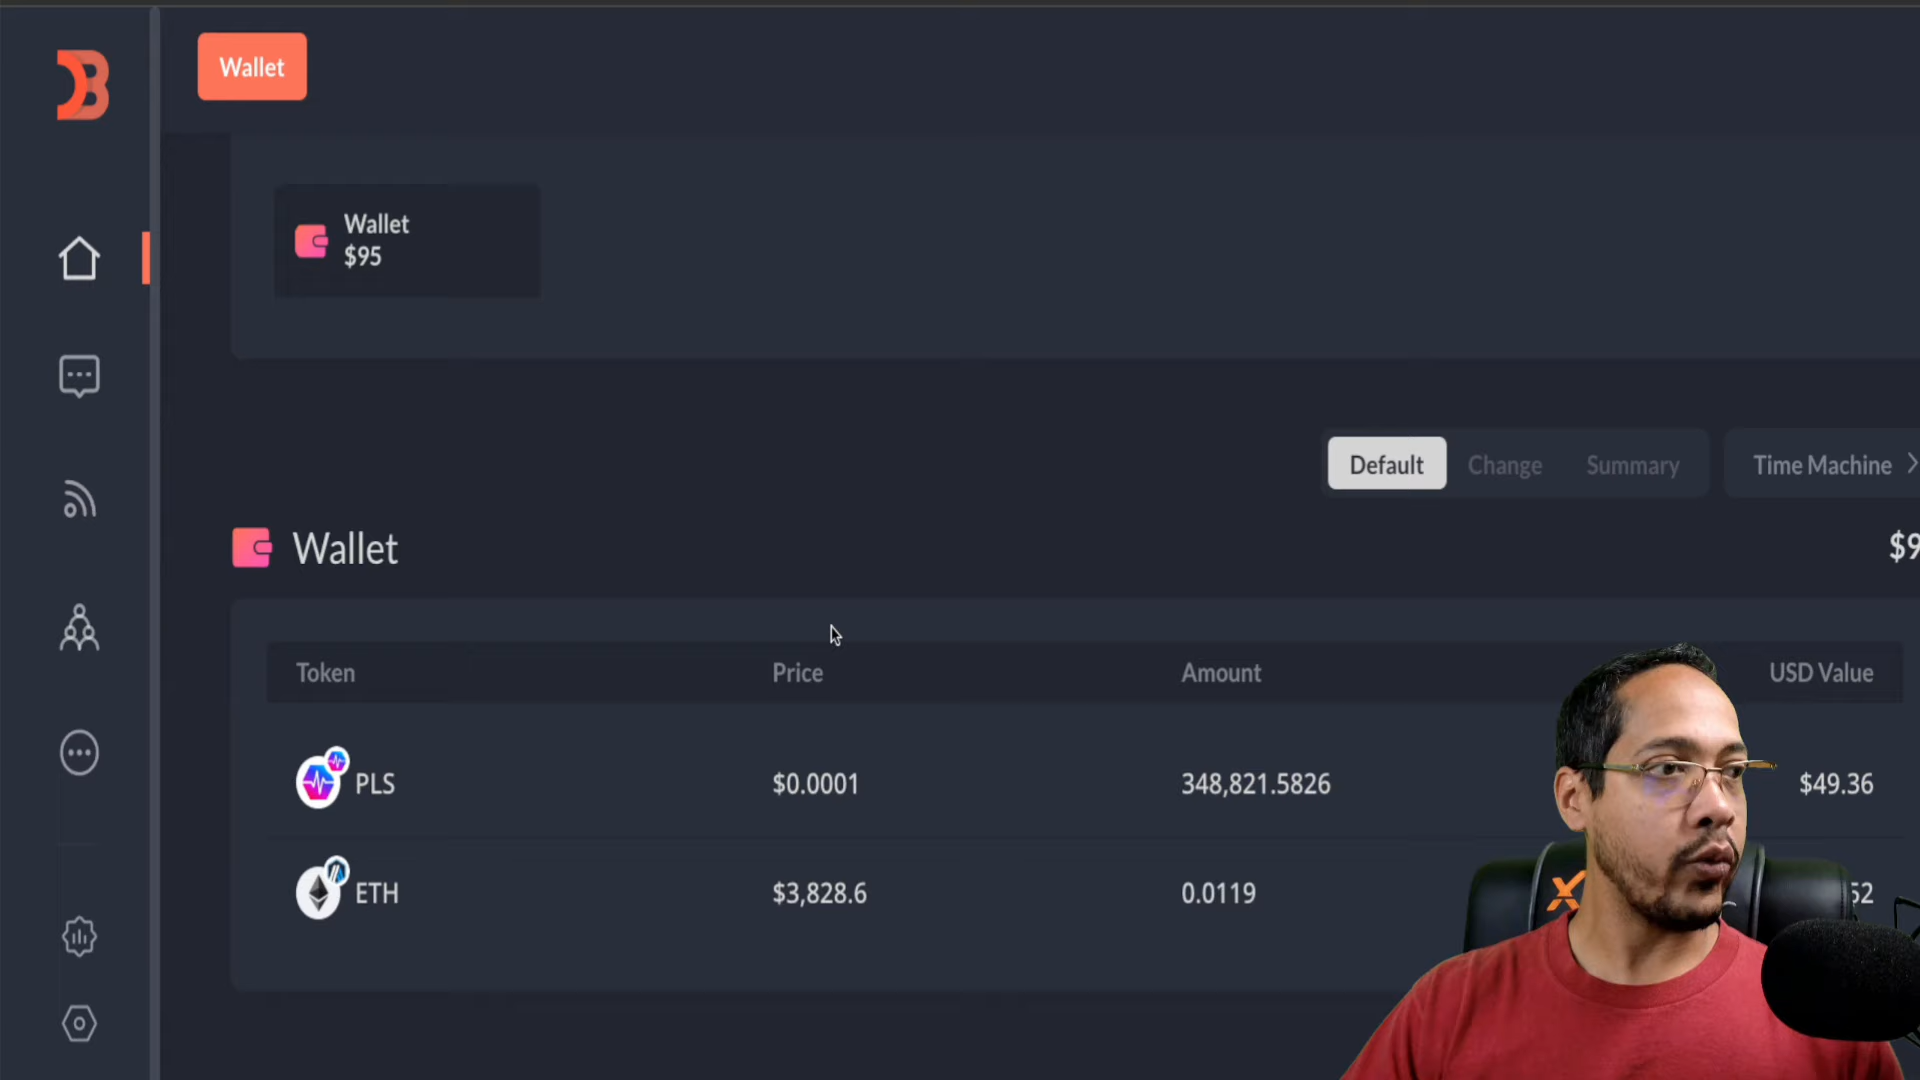 Wallet
Wallet
$95
Default Change Summary Time Machine
Wallet
Token Price Amount USD Value
PLS $0.0001 348,821.5826 $49.36
ETH $3,828.6 0.0119